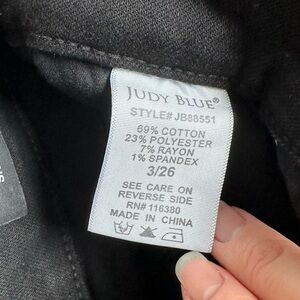 JUDY BLUE®
STYLE# JB88551
69% COTTON
23% POLYESTER
7% RAYON
1% SPANDEX
3/26
SEE CARE ON
REVERSE SIDE
RN# 116380
MADE IN CHINA